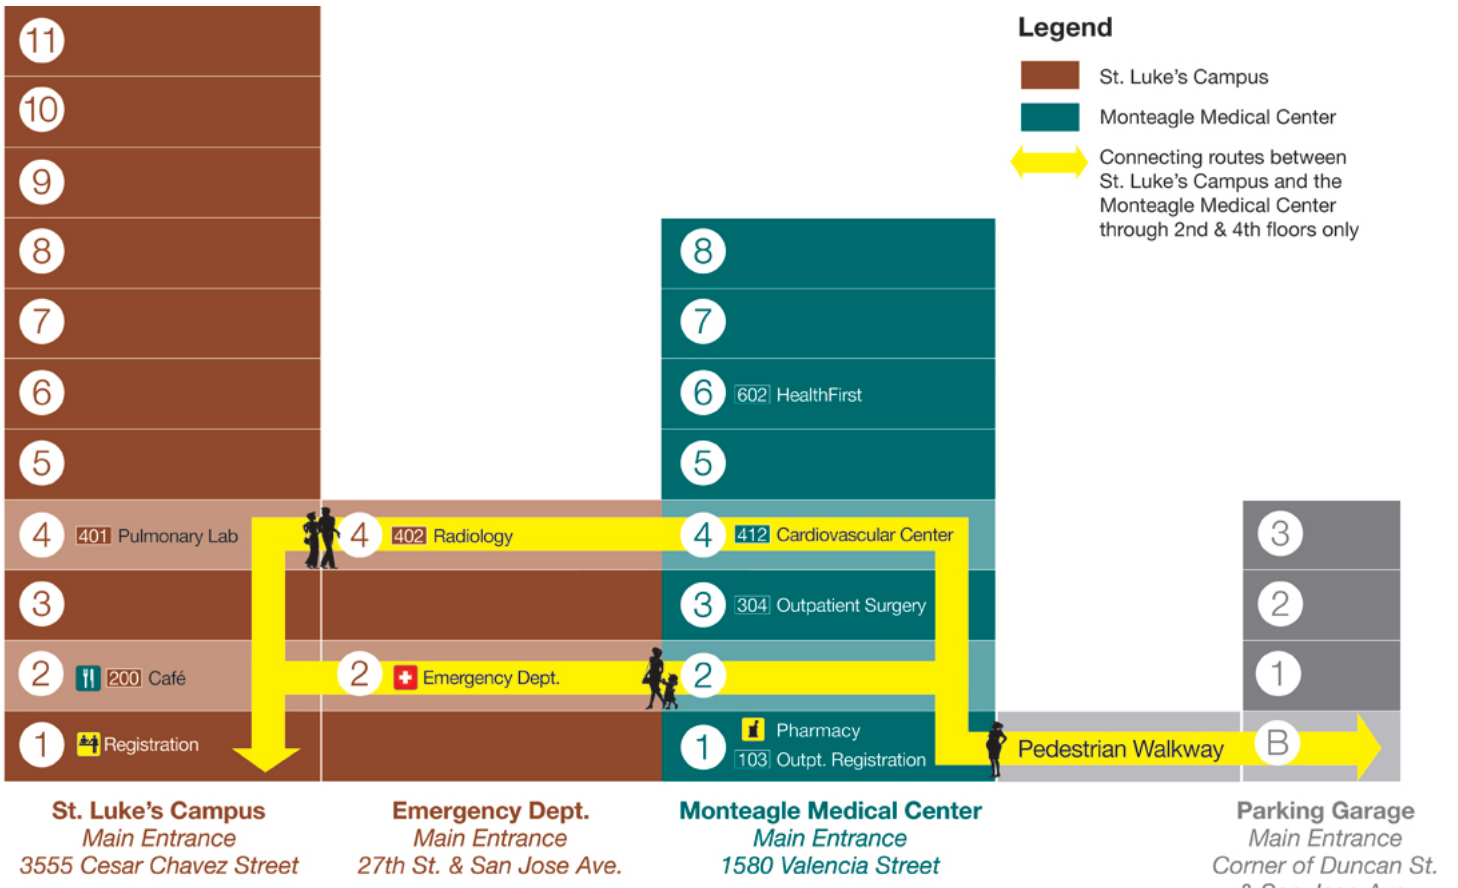 11
10
9
8
7
6
5
4 401 Pulmonary Lab
3
2 200 Café
1 Registration
4 402 Radiology
2 Emergency Dept.
8
7
6 602 HealthFirst
5
4 412 Cardiovascular Center
3 304 Outpatient Surgery
2
1 Pharmacy
103 Outpt. Registration
Pedestrian Walkway
3
2
1
B
Legend
St. Luke's Campus
Monteagle Medical Center
Connecting routes between
St. Luke's Campus and the
Monteagle Medical Center
through 2nd & 4th floors only
St. Luke's Campus
Main Entrance
3555 Cesar Chavez Street
Emergency Dept.
Main Entrance
27th St. & San Jose Ave.
Monteagle Medical Center
Main Entrance
1580 Valencia Street
Parking Garage
Main Entrance
Corner of Duncan St.
& San Jose Ave.